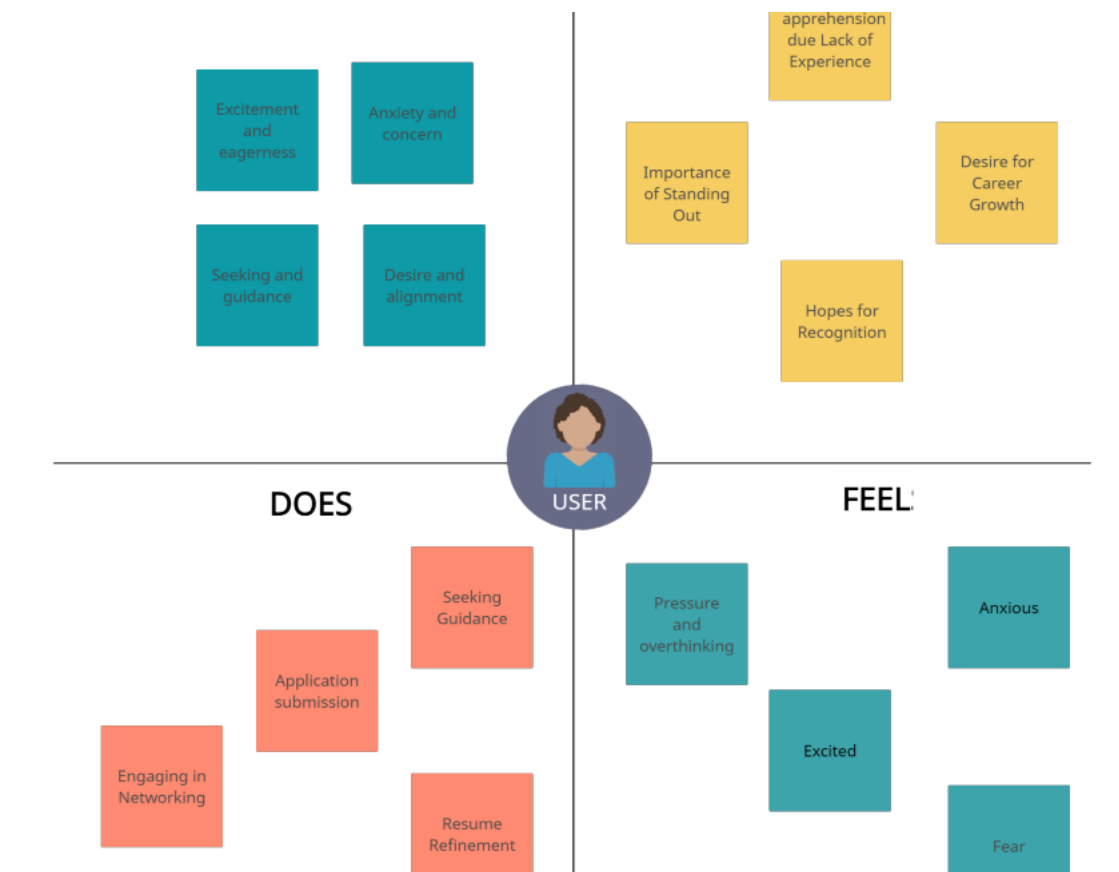 Excitement
and
eagerness
Anxiety and
concern
Seeking and
guidance
Desire and
alignment
apprehension
due Lack of
Experience
Importance
of Standing
Out
Desire for
Career
Growth
Hopes for
Recognition
USER
DOES
Seeking
Guidance
Application
submission
Engaging in
Networking
Resume
Refinement
FEELS
Pressure
and
overthinking
Anxious
Excited
Fear